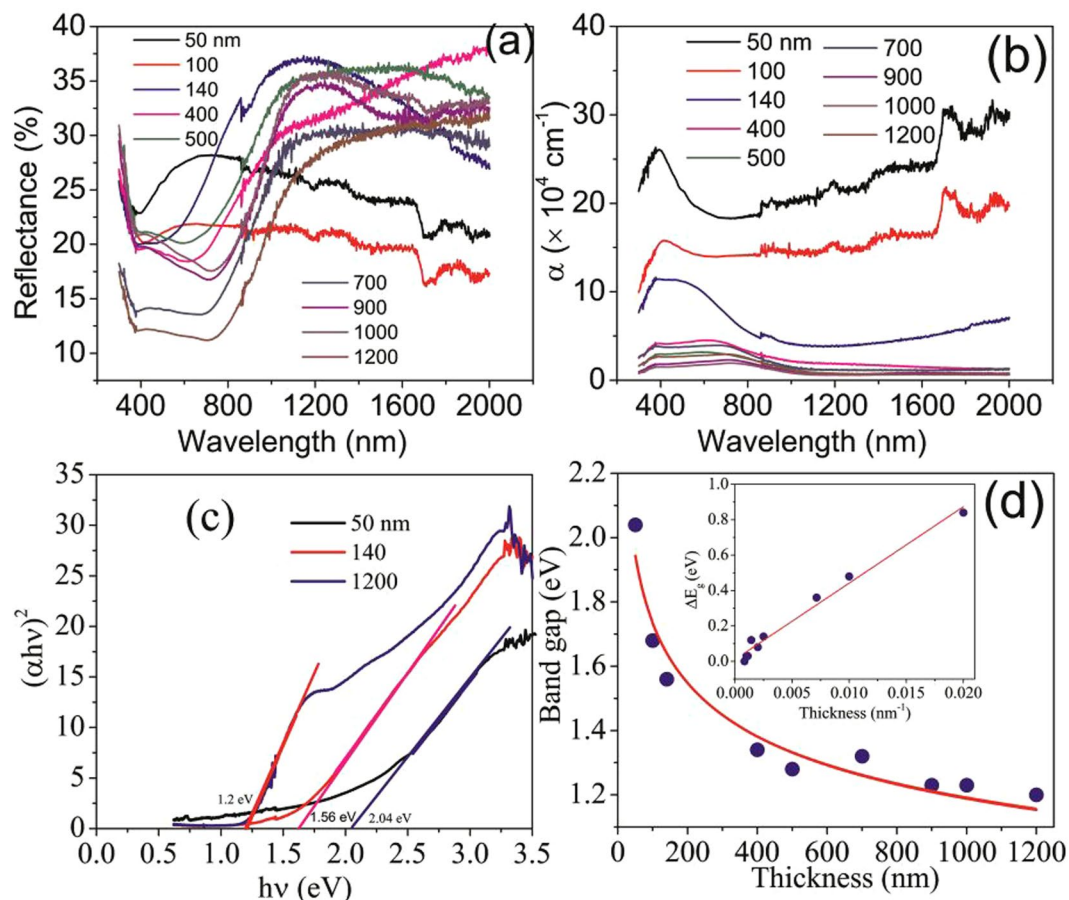 (a)
40
35
30
25
20
15
10
Reflectance (%)
50 nm
100
140
400
500
700
900
1000
1200
400 800 1200 1600 2000
Wavelength (nm)
(b)
40
30
20
10
0
α (× 10⁴ cm⁻¹)
50 nm
100
140
400
500
700
900
1000
1200
400 800 1200 1600 2000
Wavelength (nm)
(c)
35
30
25
20
15
10
5
0
(αhν)²
50 nm
140
1200
1.2 eV
1.56 eV
2.04 eV
0.0 0.5 1.0 1.5 2.0 2.5 3.0 3.5
hν (eV)
(d)
2.2
2.0
1.8
1.6
1.4
1.2
Band gap (eV)
0.8
0.6
0.4
0.2
0.0
ΔEg (eV)
0.000 0.005 0.010 0.015 0.020
Thickness (nm⁻¹)
0 200 400 600 800 1000 1200
Thickness (nm)